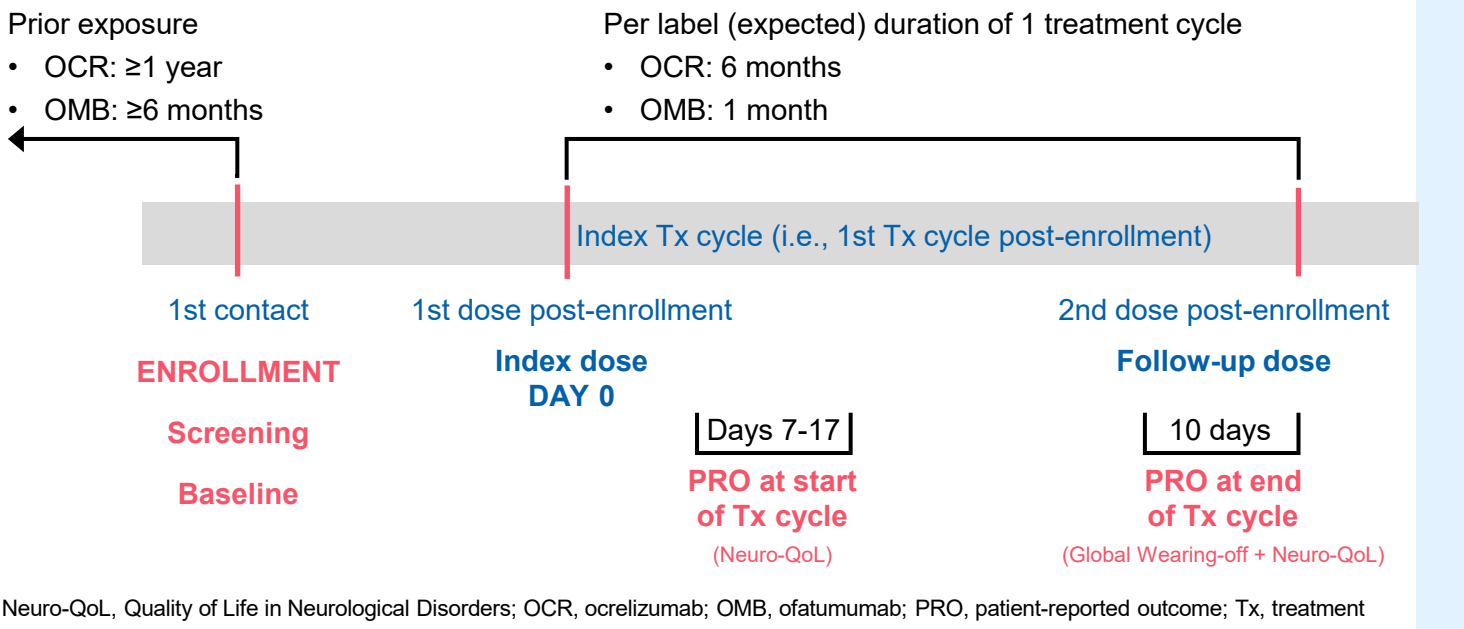 Prior exposure
• OCR: ≥1 year
• OMB: ≥6 months
Per label (expected) duration of 1 treatment cycle
• OCR: 6 months
• OMB: 1 month
Index Tx cycle (i.e., 1st Tx cycle post-enrollment)
1st contact
ENROLLMENT
Screening
Baseline
1st dose post-enrollment
Index dose
DAY 0
Days 7-17
PRO at start
of Tx cycle
(Neuro-QoL)
2nd dose post-enrollment
Follow-up dose
10 days
PRO at end
of Tx cycle
(Global Wearing-off + Neuro-QoL)
Neuro-QoL, Quality of Life in Neurological Disorders; OCR, ocrelizumab; OMB, ofatumumab; PRO, patient-reported outcome; Tx, treatment